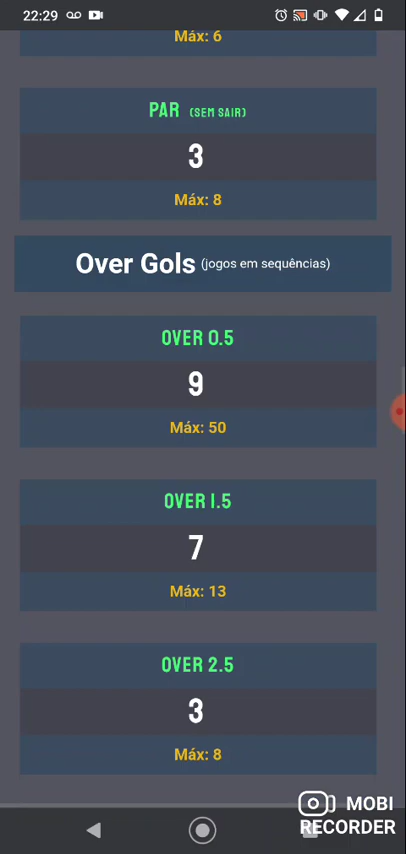 22:29
Máx: 6
PAR (SEM SAIR)
3
Máx: 8
Over Gols (jogos em sequências)
OVER 0.5
9
Máx: 50
OVER 1.5
7
Máx: 13
OVER 2.5
3
Máx: 8
MOBI
RECORDER